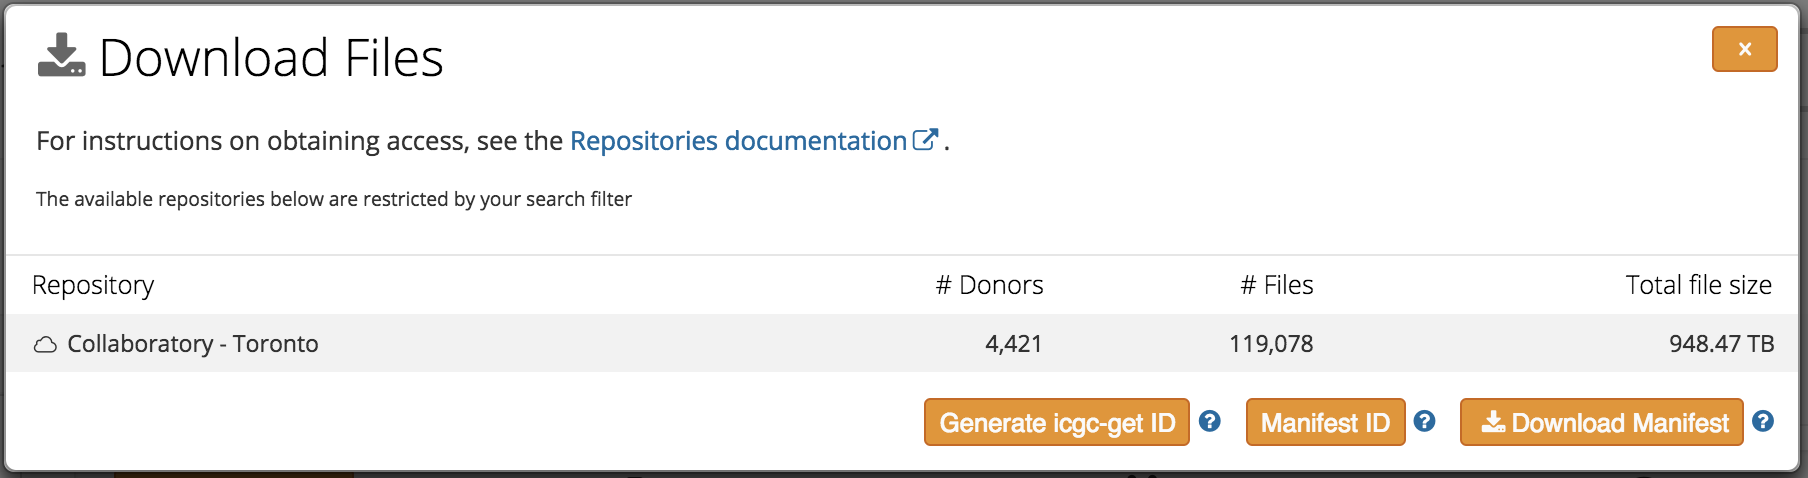 Download Files
×
For instructions on obtaining access, see the Repositories documentation.
The available repositories below are restricted by your search filter
Repository # Donors # Files Total file size
Collaboratory - Toronto 4,421 119,078 948.47 TB
Generate icgc-get ID ? Manifest ID ? Download Manifest ?